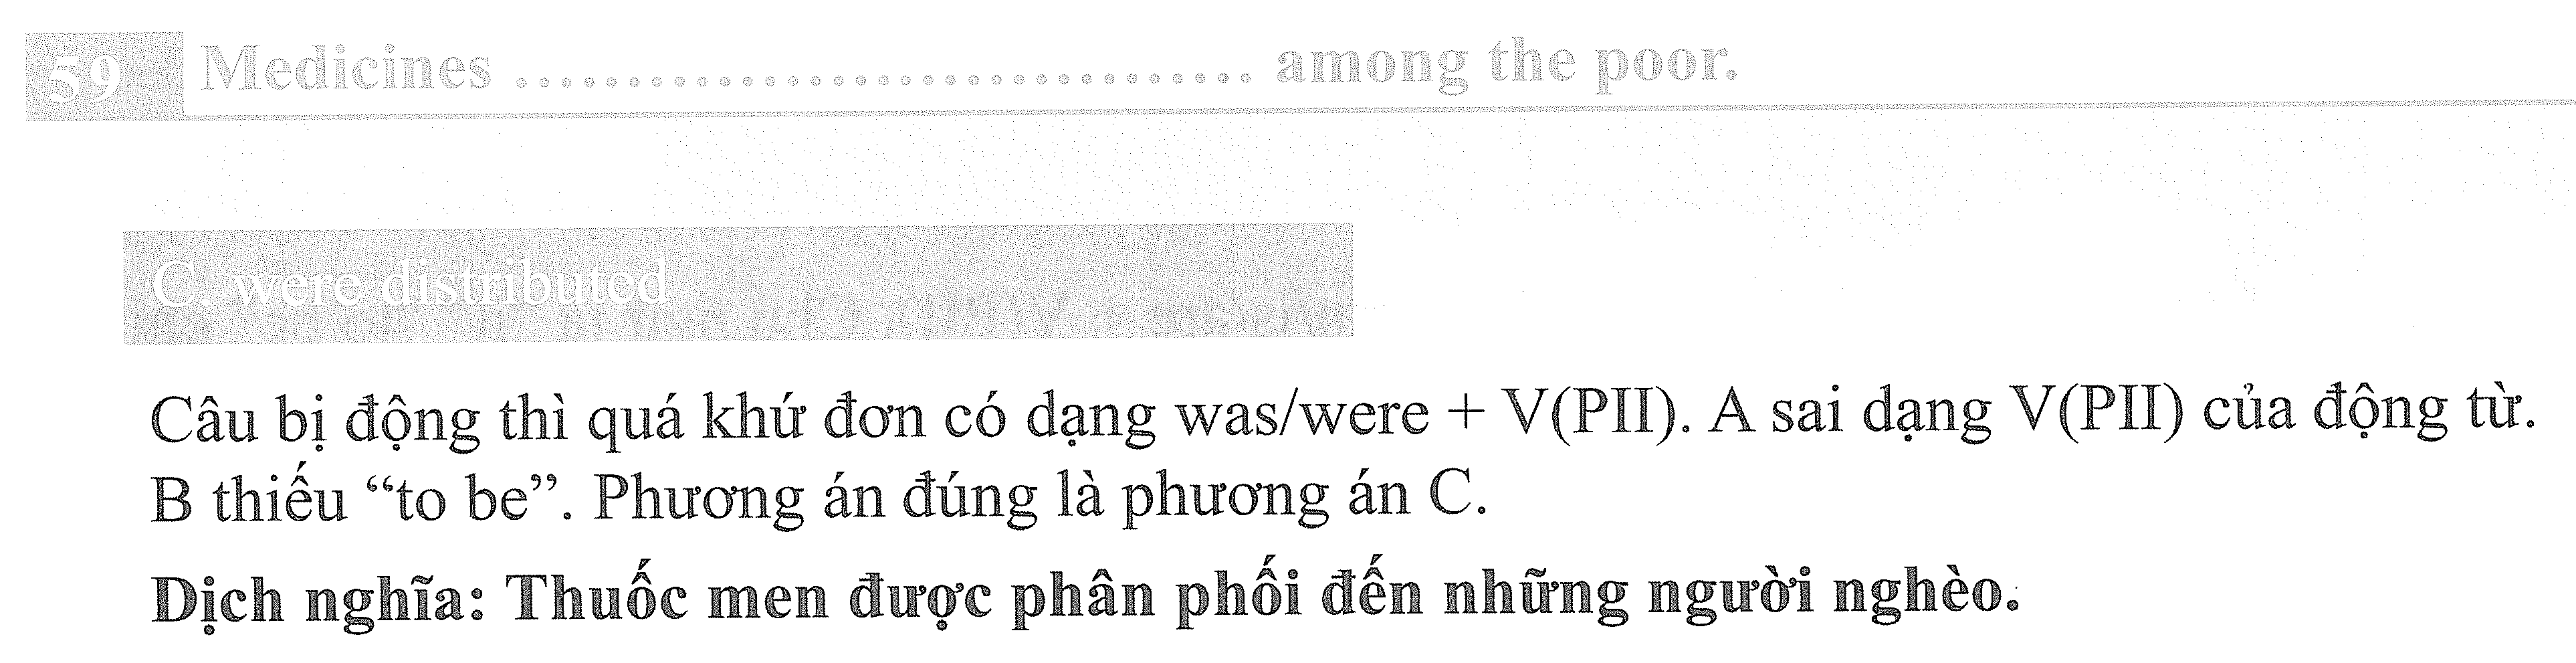 59 Medicines ................................. among the poor.
C. were distributed
Câu bị động thì quá khứ đơn có dạng was/were + V(PII). A sai dạng V(PII) của động từ.
B thiếu “to be”. Phương án đúng là phương án C.
Dịch nghĩa: Thuốc men được phân phối đến những người nghèo.